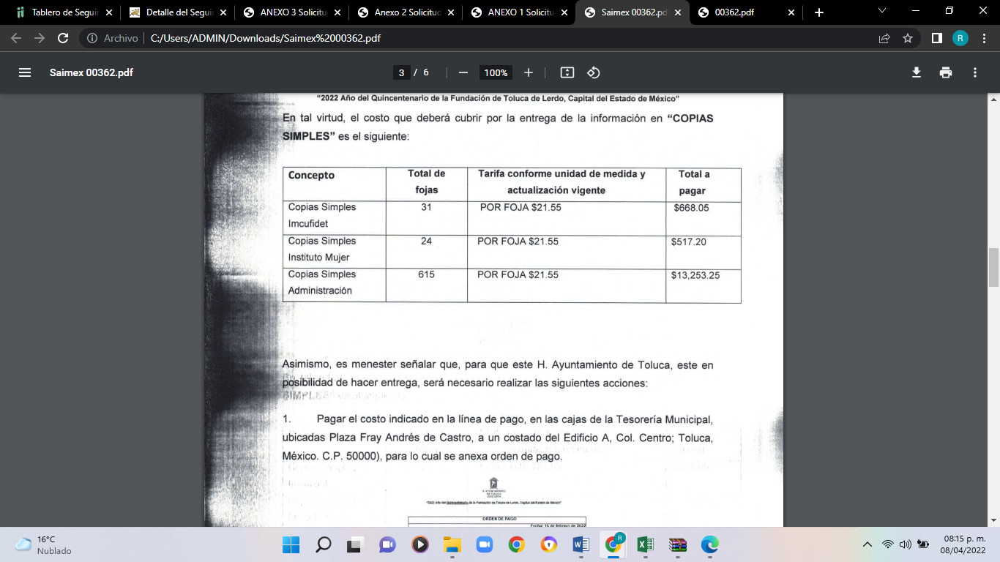 Tablero de Seguir
Detalle del Seguir
ANEXO 3 Solicitu
Anexo 2 Solicitud
ANEXO 1 Solicitu
Saimex 00362.pd
00362.pdf
Archivo
C:/Users/ADMIN/Downloads/Saimex%2000362.pdf
R
Saimex 00362.pdf
3 / 6
100%
"2022 Año del Quincentenario de la Fundación de Toluca de Lerdo, Capital del Estado de México"
En tal virtud, el costo que deberá cubrir por la entrega de la información en "COPIAS
SIMPLES" es el siguiente:
Concepto
Total de
fojas
Tarifa conforme unidad de medida y
actualización vigente
Total a
pagar
Copias Simples
Imcufidet
31
POR FOJA $21.55
$668.05
Copias Simples
Instituto Mujer
24
POR FOJA $21.55
$517.20
Copias Simples
Administración
615
POR FOJA $21.55
$13,253.25
Asimismo, es menester señalar que, para que este H. Ayuntamiento de Toluca, este en
posibilidad de hacer entrega, será necesario realizar las siguientes acciones:
1. Pagar el costo indicado en la línea de pago, en las cajas de la Tesorería Municipal,
ubicadas Plaza Fray Andrés de Castro, a un costado del Edificio A, Col. Centro; Toluca,
México. C.P. 50000), para lo cual se anexa orden de pago.
"2022 Año del Quincentenario de la Fundación de Toluca de Lerdo, Capital del Estado de México"
ORDEN DE PAGO
Fecha: 15 de febrero de 2022
16°C
Nublado
R
08:15 p. m.
08/04/2022